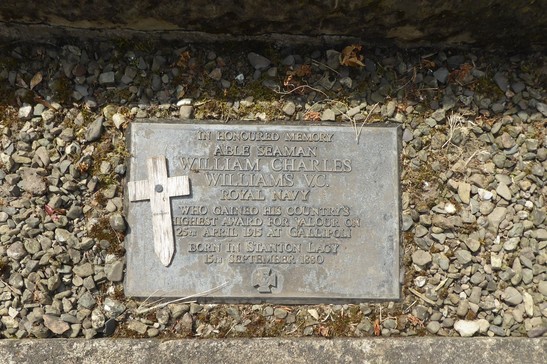 IN HONOURED MEMORY
ABLE SEAMAN
WILLIAM CHARLES
WILLIAMS V.C.
ROYAL NAVY
WHO GAINED HIS COUNTRY'S
HIGHEST AWARD FOR VALOUR ON
25TH APRIL 1915 AT GALLIPOLI
BORN IN STANTON LACY
15TH SEPTEMBER 1880